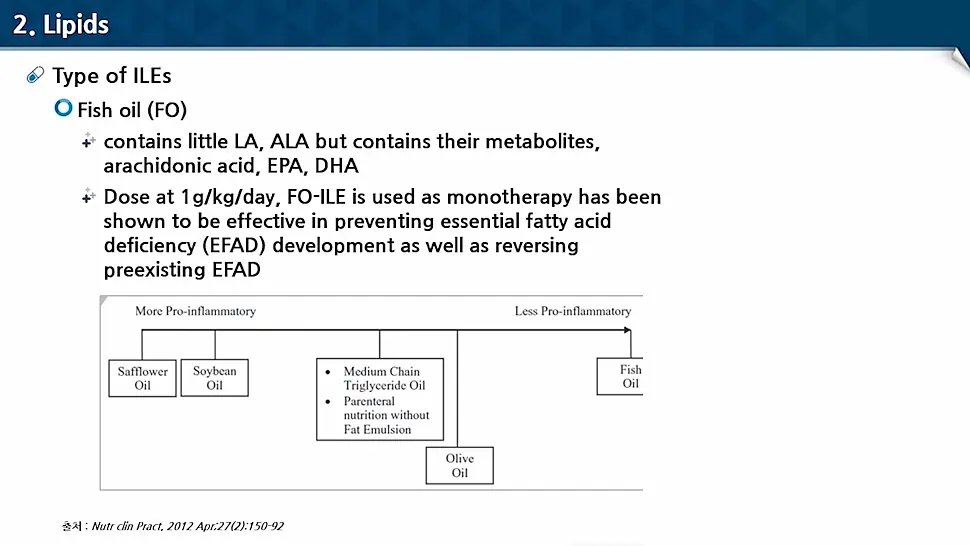 2. Lipids
Type of ILEs
Fish oil (FO)
contains little LA, ALA but contains their metabolites,
arachidonic acid, EPA, DHA
Dose at 1g/kg/day, FO-ILE is used as monotherapy has been
shown to be effective in preventing essential fatty acid
deficiency (EFAD) development as well as reversing
preexisting EFAD
More Pro-inflammatory
Less Pro-inflammatory
Safflower
Oil
Soybean
Oil
• Medium Chain
Triglyceride Oil
• Parenteral
nutrition without
Fat Emulsion
Olive
Oil
Fish
Oil
출처 : Nutr clin Pract, 2012 Apr;27(2):150-92